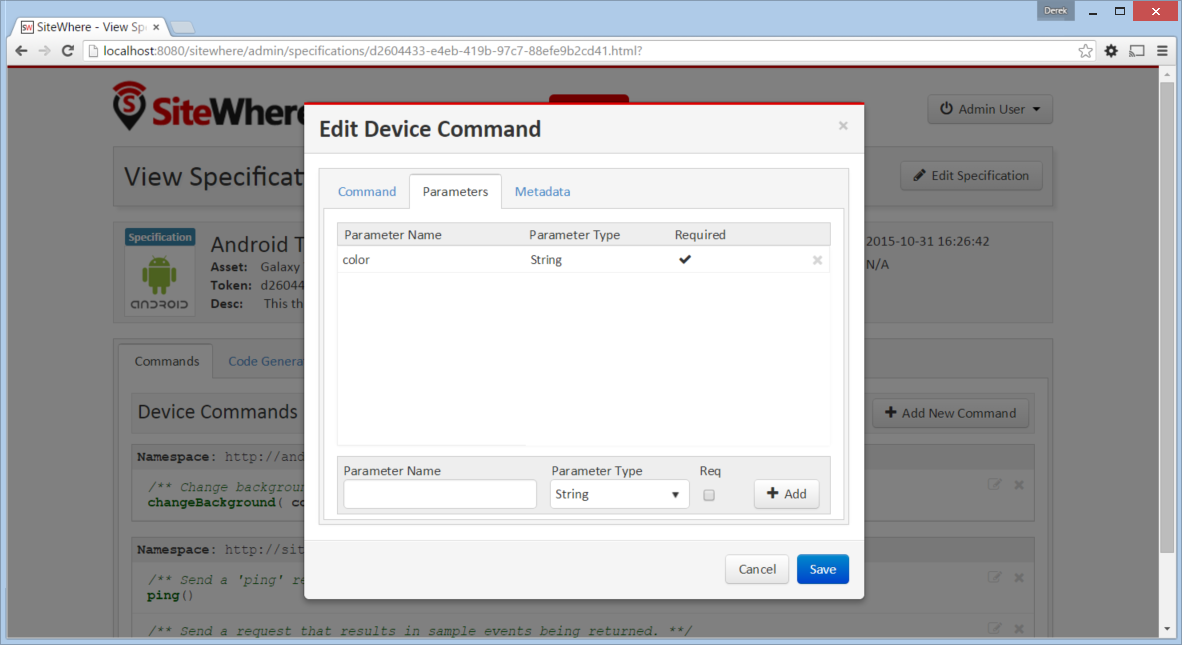 Derek
SW SiteWhere - View Sp
localhost:8080/sitewhere/admin/specifications/d2604433-e4eb-419b-97c7-88efe9b2cd41.html?
S SiteWhere
Admin User
Edit Device Command
View Specificat
Edit Specification
Command Parameters Metadata
Parameter Name Parameter Type Required
color String
Specification
Android T
2015-10-31 16:26:42
Asset: Galaxy
N/A
Token: d26044
android
Desc: This th
Commands Code Genera
Device Commands
Add New Command
Namespace: http://and
/** Change backgroun
changeBackground( co
Parameter Name Parameter Type Req
String Add
Namespace: http://sit
/** Send a 'ping' re
ping()
Cancel Save
/** Send a request that results in sample events being returned. **/